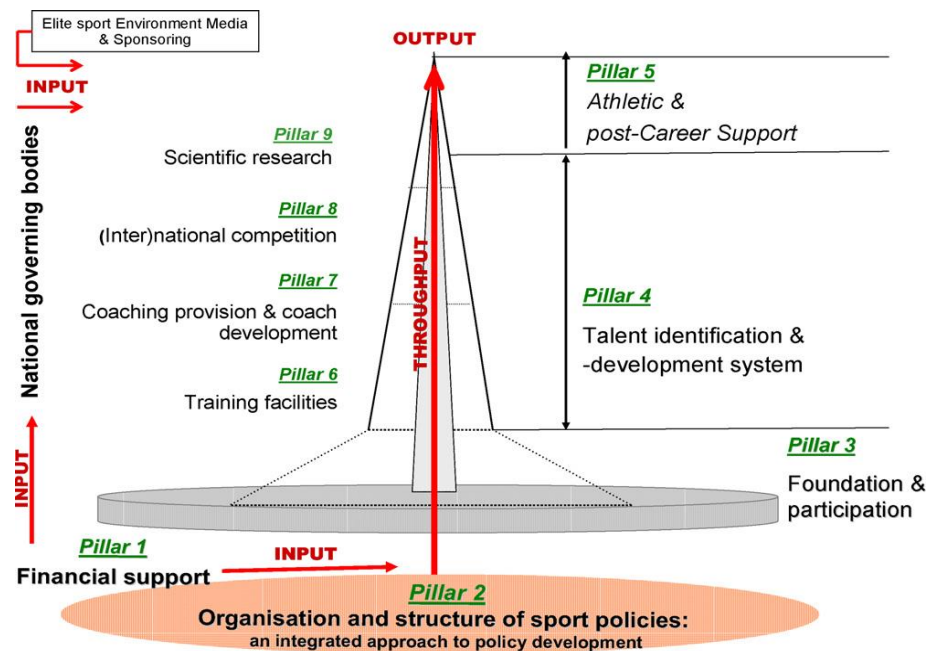 Elite sport Environment Media
& Sponsoring
INPUT
National governing bodies
INPUT
OUTPUT
THROUGHPUT
Pillar 5
Athletic &
post-Career Support
Pillar 9
Scientific research
Pillar 8
(Inter)national competition
Pillar 7
Coaching provision & coach
development
Pillar 6
Training facilities
Pillar 4
Talent identification &
-development system
Pillar 3
Foundation &
participation
Pillar 1
Financial support
INPUT
Pillar 2
Organisation and structure of sport policies:
an integrated approach to policy development